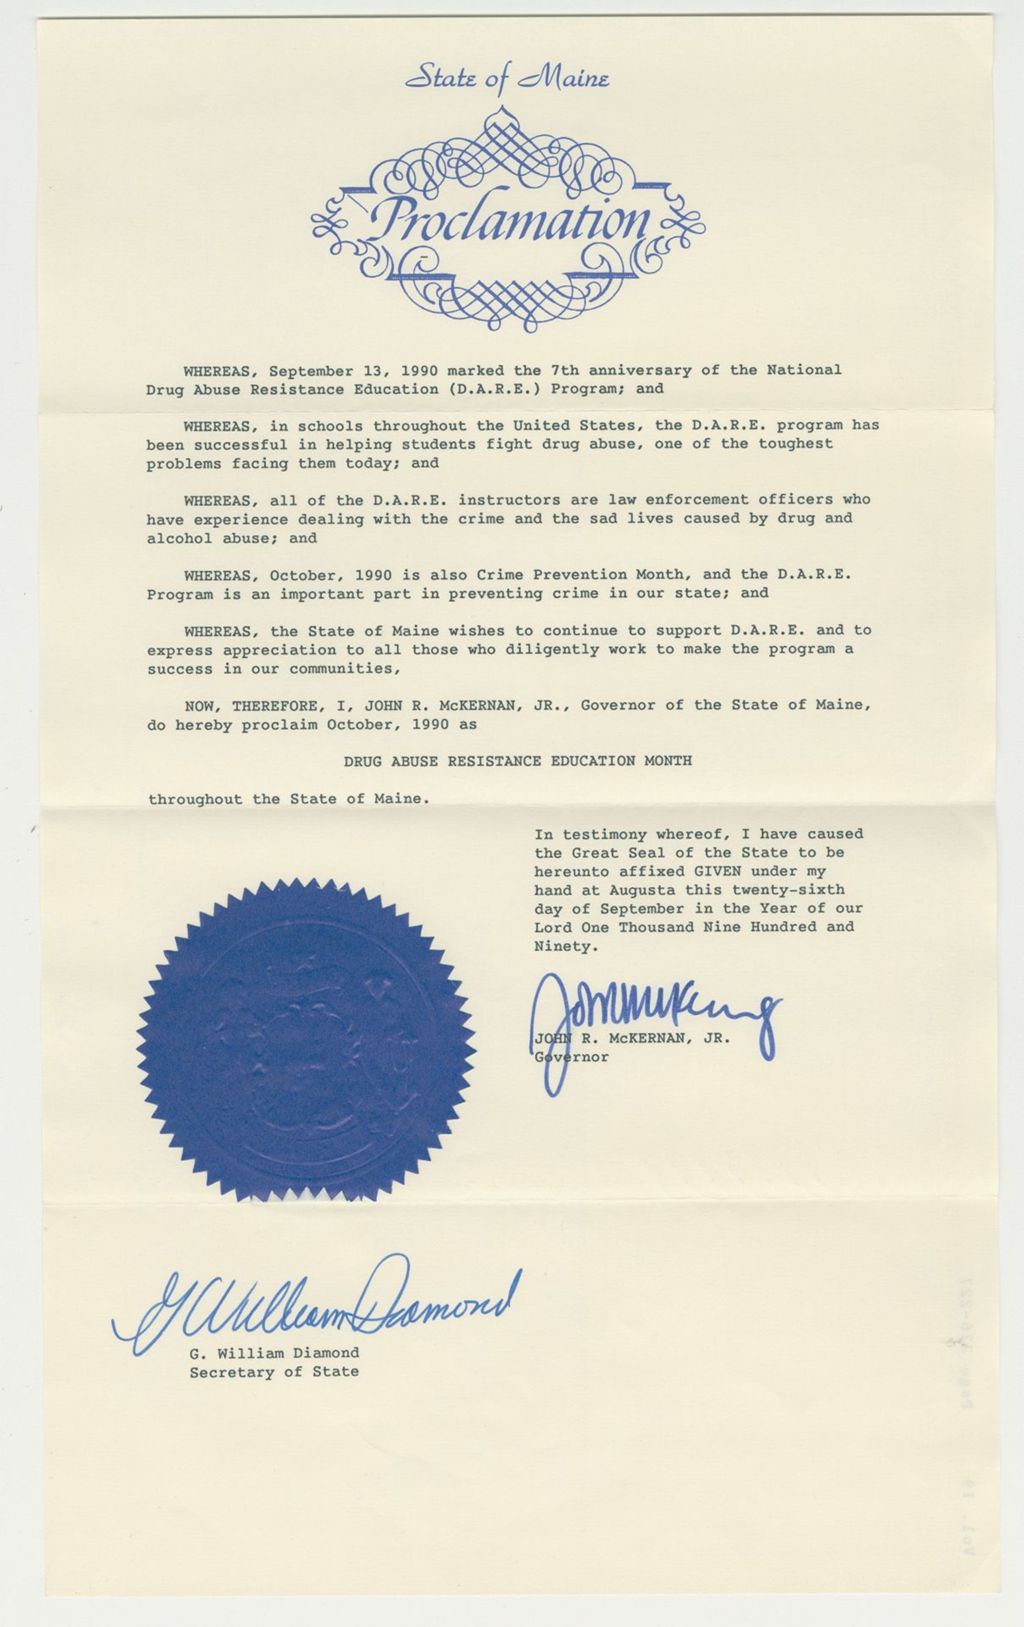 State of Maine
Proclamation
WHEREAS, September 13, 1990 marked the 7th anniversary of the National
Drug Abuse Resistance Education (D.A.R.E.) Program; and
WHEREAS, in schools throughout the United States, the D.A.R.E. program has
been successful in helping students fight drug abuse, one of the toughest
problems facing them today; and
WHEREAS, all of the D.A.R.E. instructors are law enforcement officers who
have experience dealing with the crime and the sad lives caused by drug and
alcohol abuse; and
WHEREAS, October, 1990 is also Crime Prevention Month, and the D.A.R.E.
Program is an important part in preventing crime in our state; and
WHEREAS, the State of Maine wishes to continue to support D.A.R.E. and to
express appreciation to all those who diligently work to make the program a
success in our communities,
NOW, THEREFORE, I, JOHN R. McKERNAN, JR., Governor of the State of Maine,
do hereby proclaim October, 1990 as
DRUG ABUSE RESISTANCE EDUCATION MONTH
throughout the State of Maine.
In testimony whereof, I have caused
the Great Seal of the State to be
hereunto affixed GIVEN under my
hand at Augusta this twenty-sixth
day of September in the Year of our
Lord One Thousand Nine Hundred and
Ninety.
JOHN R. McKERNAN, JR.
Governor
G William Diamond
G. William Diamond
Secretary of State